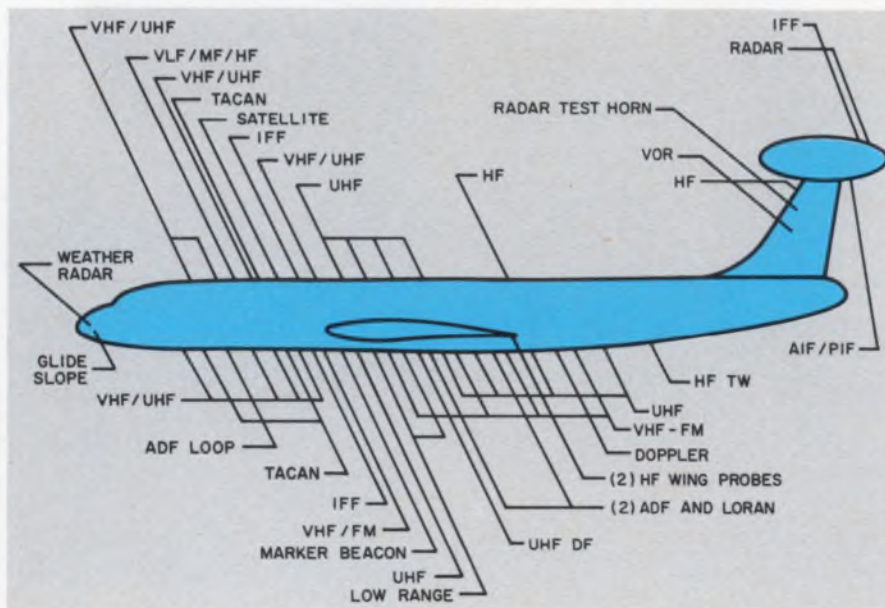 VHF/UHF
VLF/MF/HF
VHF/UHF
TACAN
SATELLITE
IFF
VHF/UHF
UHF
HF
IFF
RADAR
RADAR TEST HORN
VOR
HF
WEATHER
RADAR
GLIDE
SLOPE
VHF/UHF
ADF LOOP
TACAN
IFF
VHF/FM
MARKER BEACON
UHF
LOW RANGE
UHF DF
(2) ADF AND LORAN
(2) HF WING PROBES
DOPPLER
VHF-FM
UHF
HF TW
AIF/PIF